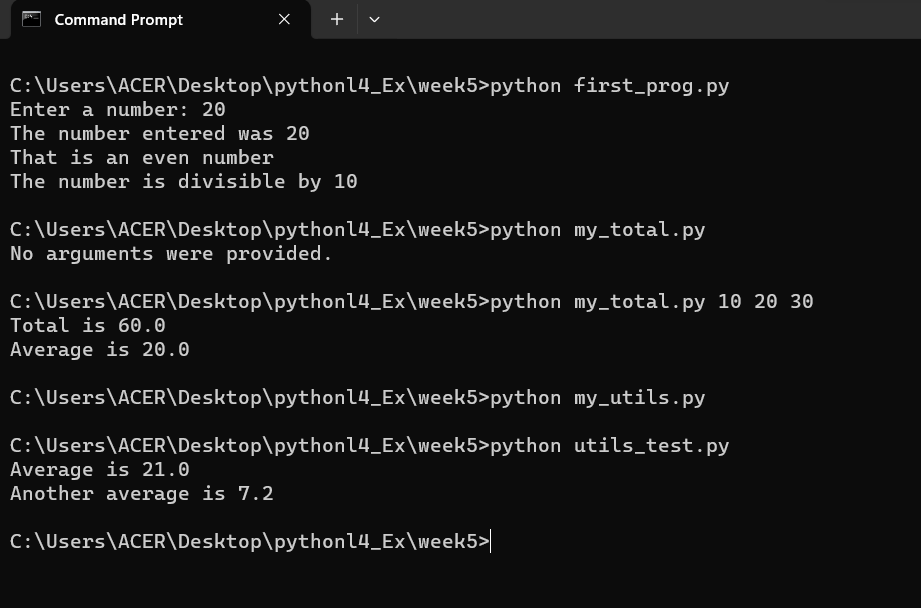 Command Prompt
C:\Users\ACER\Desktop\pythonl4_Ex\week5>python first_prog.py
Enter a number: 20
The number entered was 20
That is an even number
The number is divisible by 10
C:\Users\ACER\Desktop\pythonl4_Ex\week5>python my_total.py
No arguments were provided.
C:\Users\ACER\Desktop\pythonl4_Ex\week5>python my_total.py 10 20 30
Total is 60.0
Average is 20.0
C:\Users\ACER\Desktop\pythonl4_Ex\week5>python my_utils.py
C:\Users\ACER\Desktop\pythonl4_Ex\week5>python utils_test.py
Average is 21.0
Another average is 7.2
C:\Users\ACER\Desktop\pythonl4_Ex\week5>